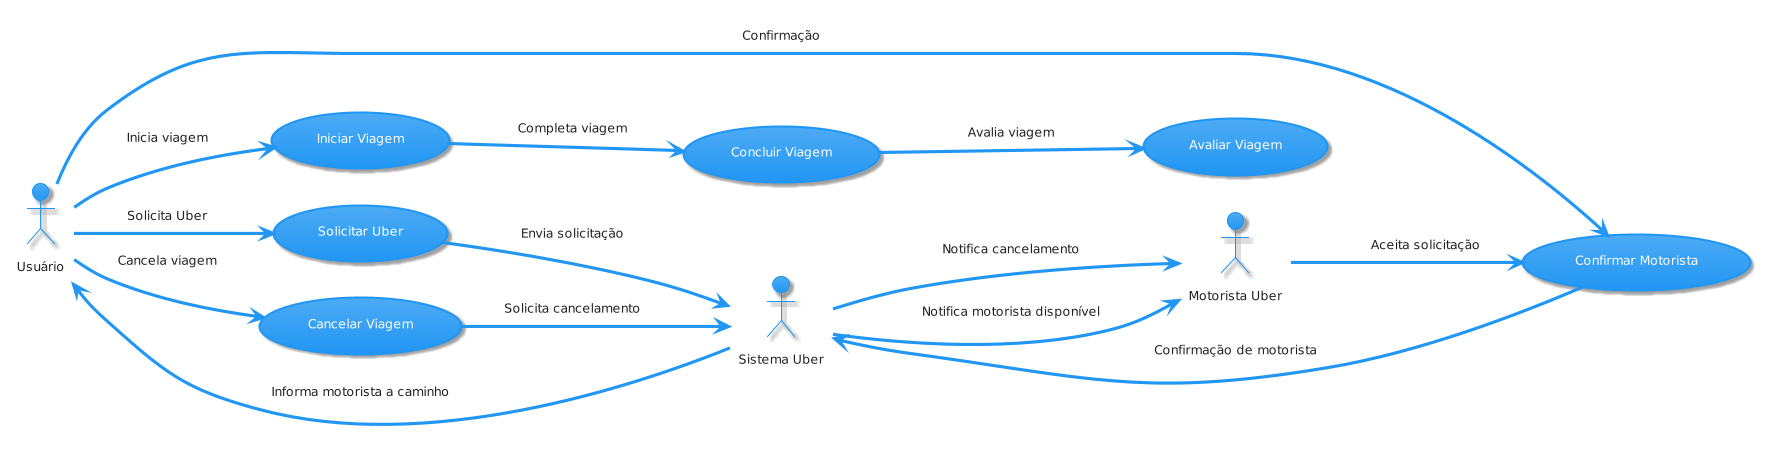 Confirmação
Inicia viagem
Iniciar Viagem
Completa viagem
Concluir Viagem
Avalia viagem
Avaliar Viagem
Usuário
Solicita Uber
Solicitar Uber
Envia solicitação
Cancela viagem
Cancelar Viagem
Solicita cancelamento
Sistema Uber
Notifica cancelamento
Notifica motorista disponível
Motorista Uber
Aceita solicitação
Confirmar Motorista
Confirmação de motorista
Informa motorista a caminho